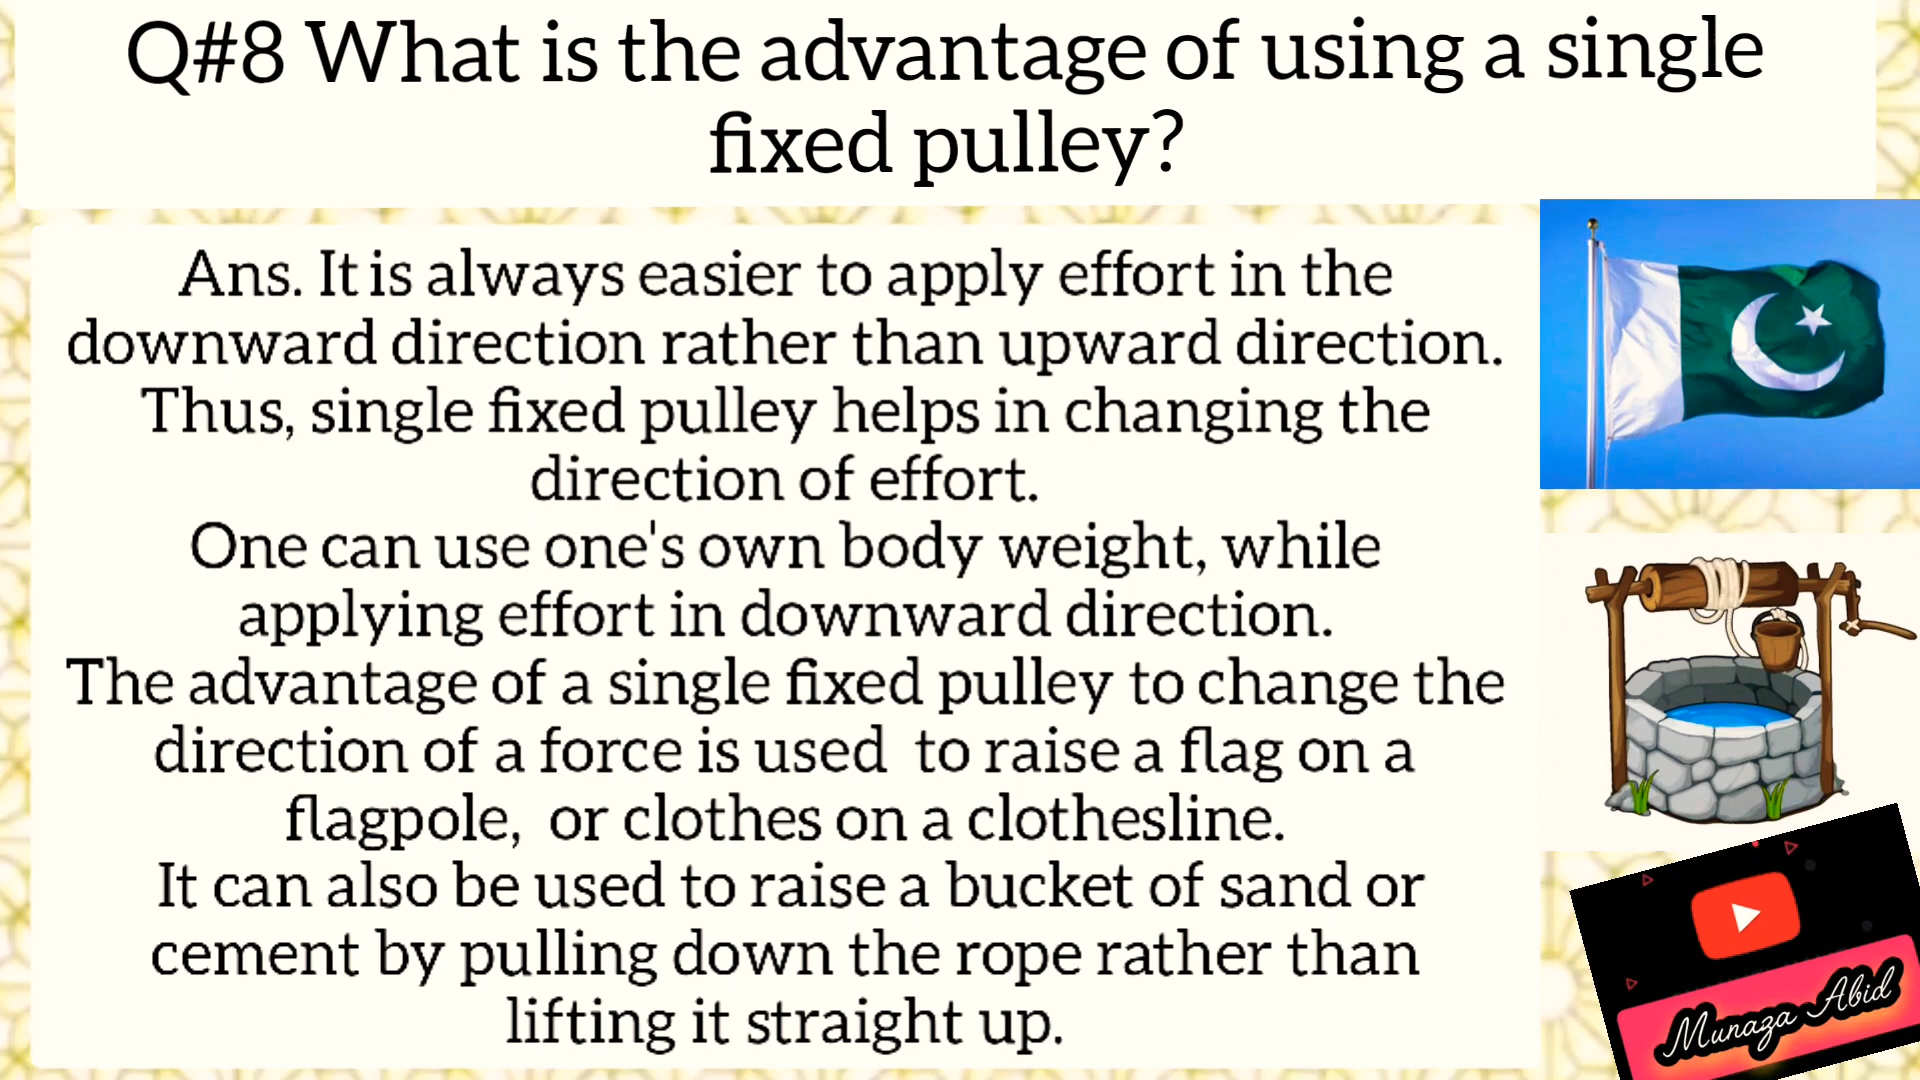 Q#8 What is the advantage of using a single
fixed pulley?
Ans. It is always easier to apply effort in the
downward direction rather than upward direction.
Thus, single fixed pulley helps in changing the
direction of effort.
One can use one's own body weight, while
applying effort in downward direction.
The advantage of a single fixed pulley to change the
direction of a force is used  to raise a flag on a
flagpole,  or clothes on a clothesline.
It can also be used to raise a bucket of sand or
cement by pulling down the rope rather than
lifting it straight up.
Munaza Abid